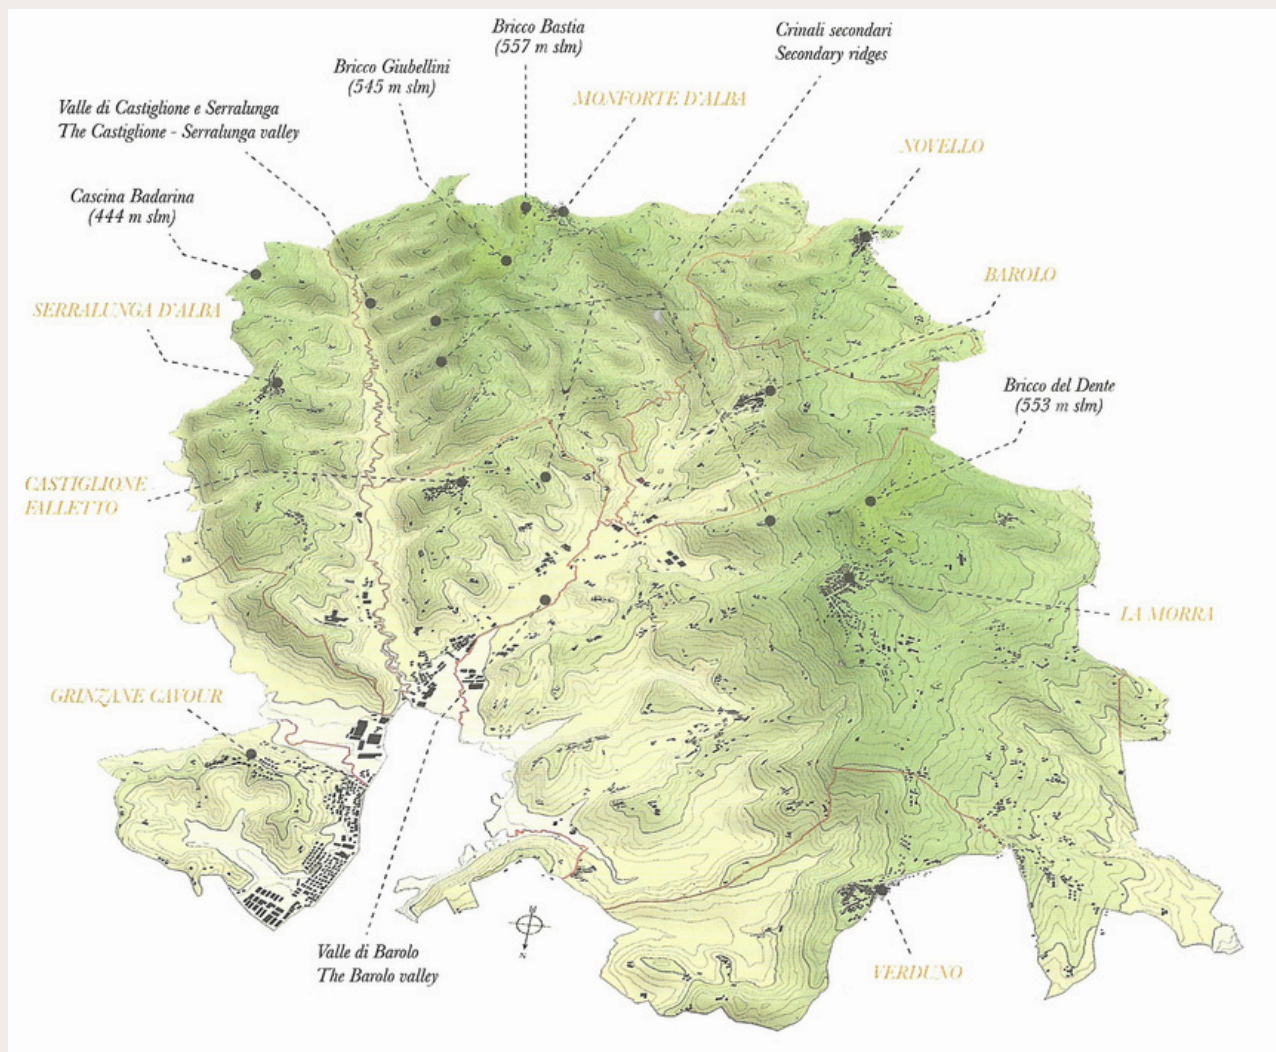 Bricco Bastia
(557 m slm)
Crinali secondari
Secondary ridges
Bricco Giubellini
(545 m slm)
MONFORTE D'ALBA
Valle di Castiglione e Serralunga
The Castiglione - Serralunga valley
NOVELLO
Cascina Badarina
(444 m slm)
BAROLO
SERRALUNGA D'ALBA
Bricco del Dente
(553 m slm)
CASTIGLIONE
FALLETTO
LA MORRA
GRINZANE CAVOUR
Valle di Barolo
The Barolo valley
VERDUNO
N